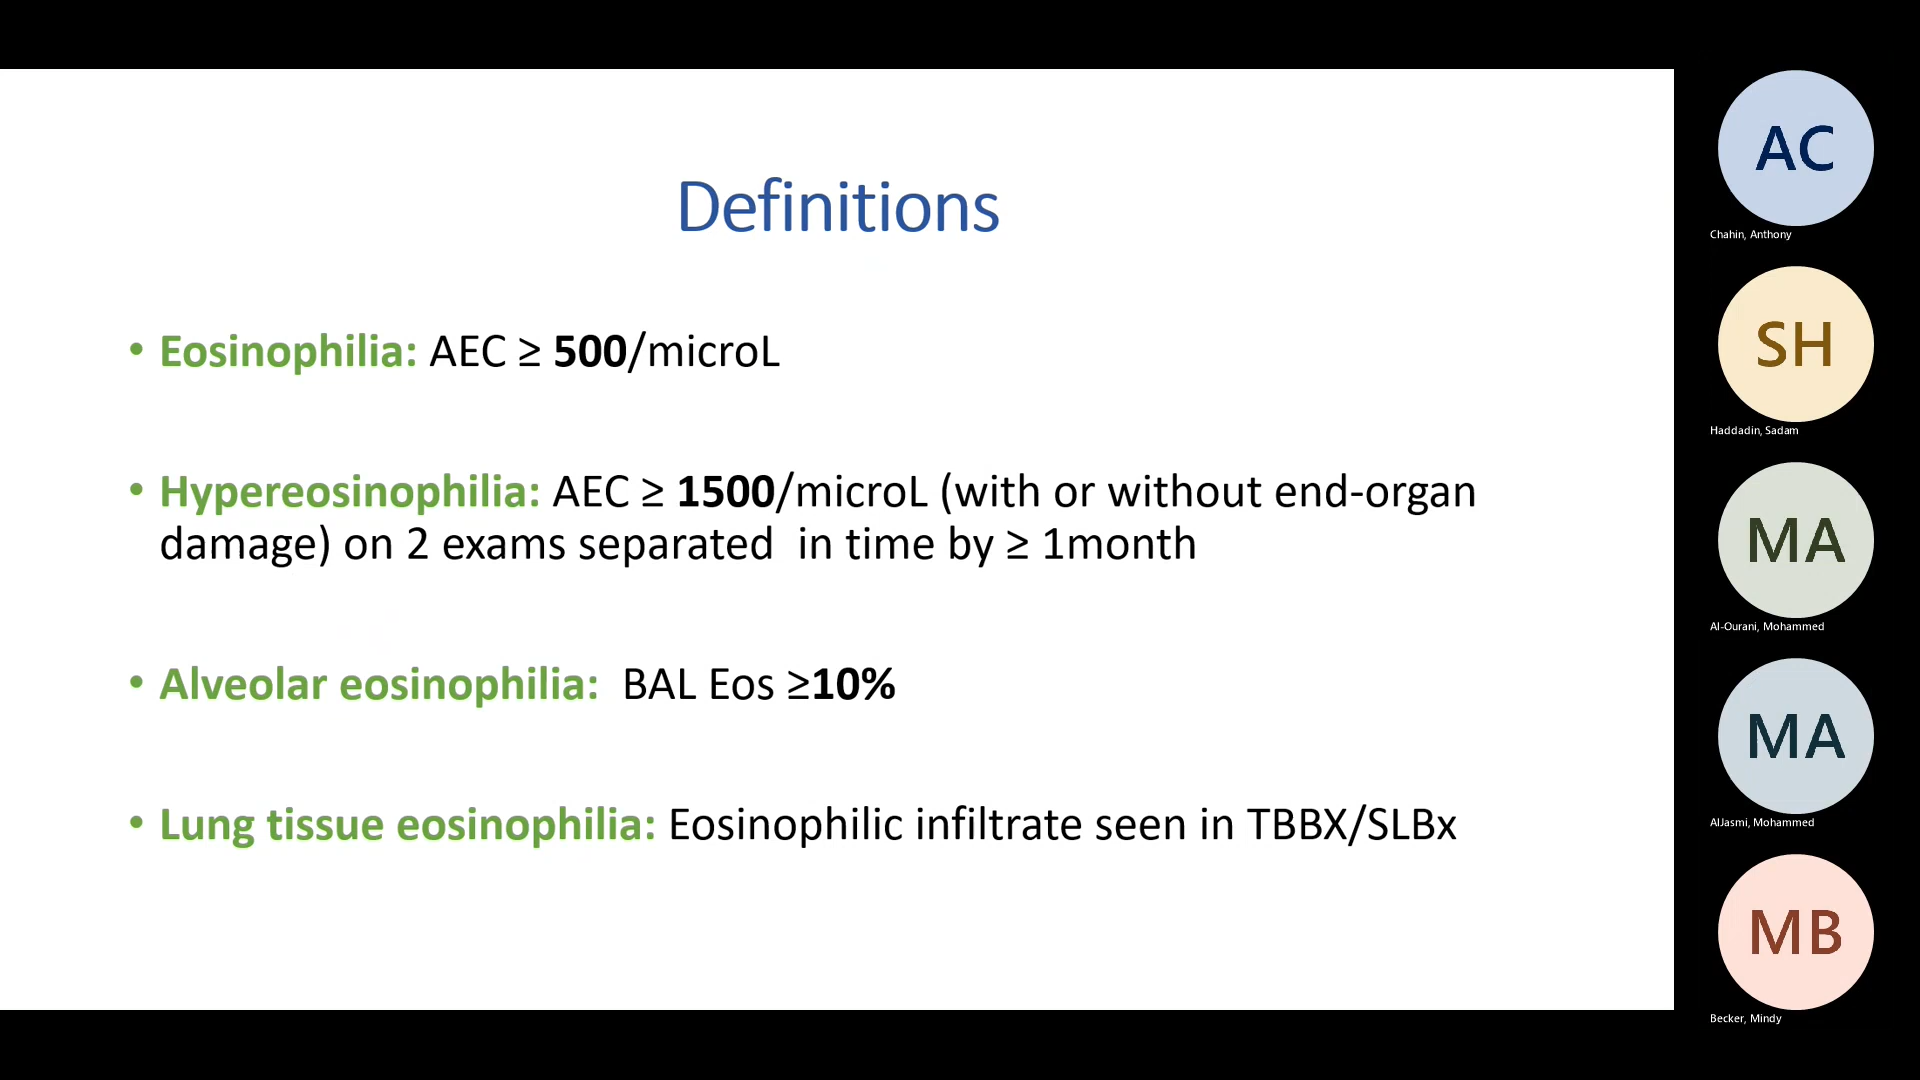 Definitions
• Eosinophilia: AEC ≥ 500/microL
• Hypereosinophilia: AEC ≥ 1500/microL (with or without end-organ
damage) on 2 exams separated  in time by ≥ 1month
• Alveolar eosinophilia:  BAL Eos ≥10%
• Lung tissue eosinophilia: Eosinophilic infiltrate seen in TBBX/SLBx
AC
Chahin, Anthony
SH
Haddadin, Sadam
MA
Al-Ourani, Mohammed
MA
AlJasmi, Mohammed
MB
Becker, Mindy